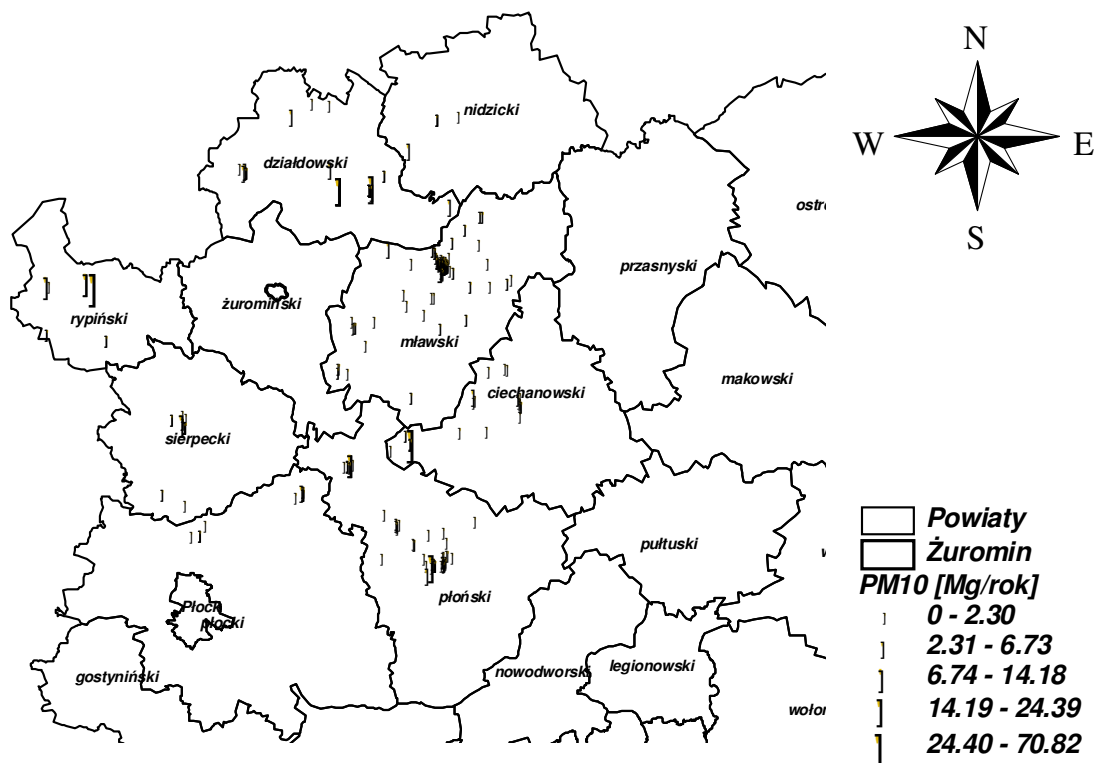 N
W
E
S
nidzicki
działdowski
ostro
przasnyski
żuromiński
rypiński
mławski
makowski
ciechanowski
sierpecki
pułtuski
płoński
Płock
płocki
gostyniński
nowodworski
legionowski
woło
Powiaty
Żuromin
PM10 [Mg/rok]
0 - 2.30
2.31 - 6.73
6.74 - 14.18
14.19 - 24.39
24.40 - 70.82